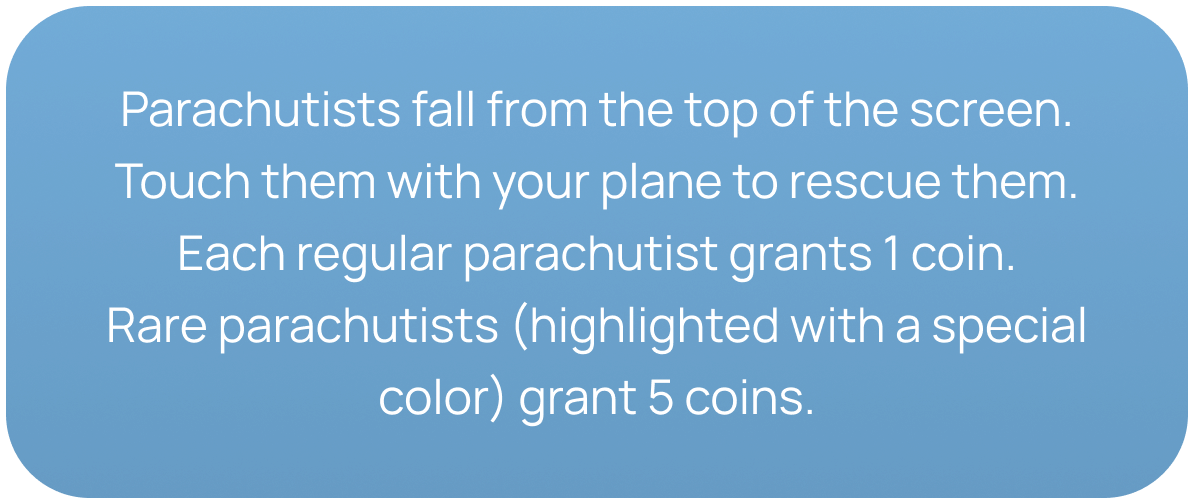 Parachutists fall from the top of the screen.
Touch them with your plane to rescue them.
Each regular parachutist grants 1 coin.
Rare parachutists (highlighted with a special
color) grant 5 coins.